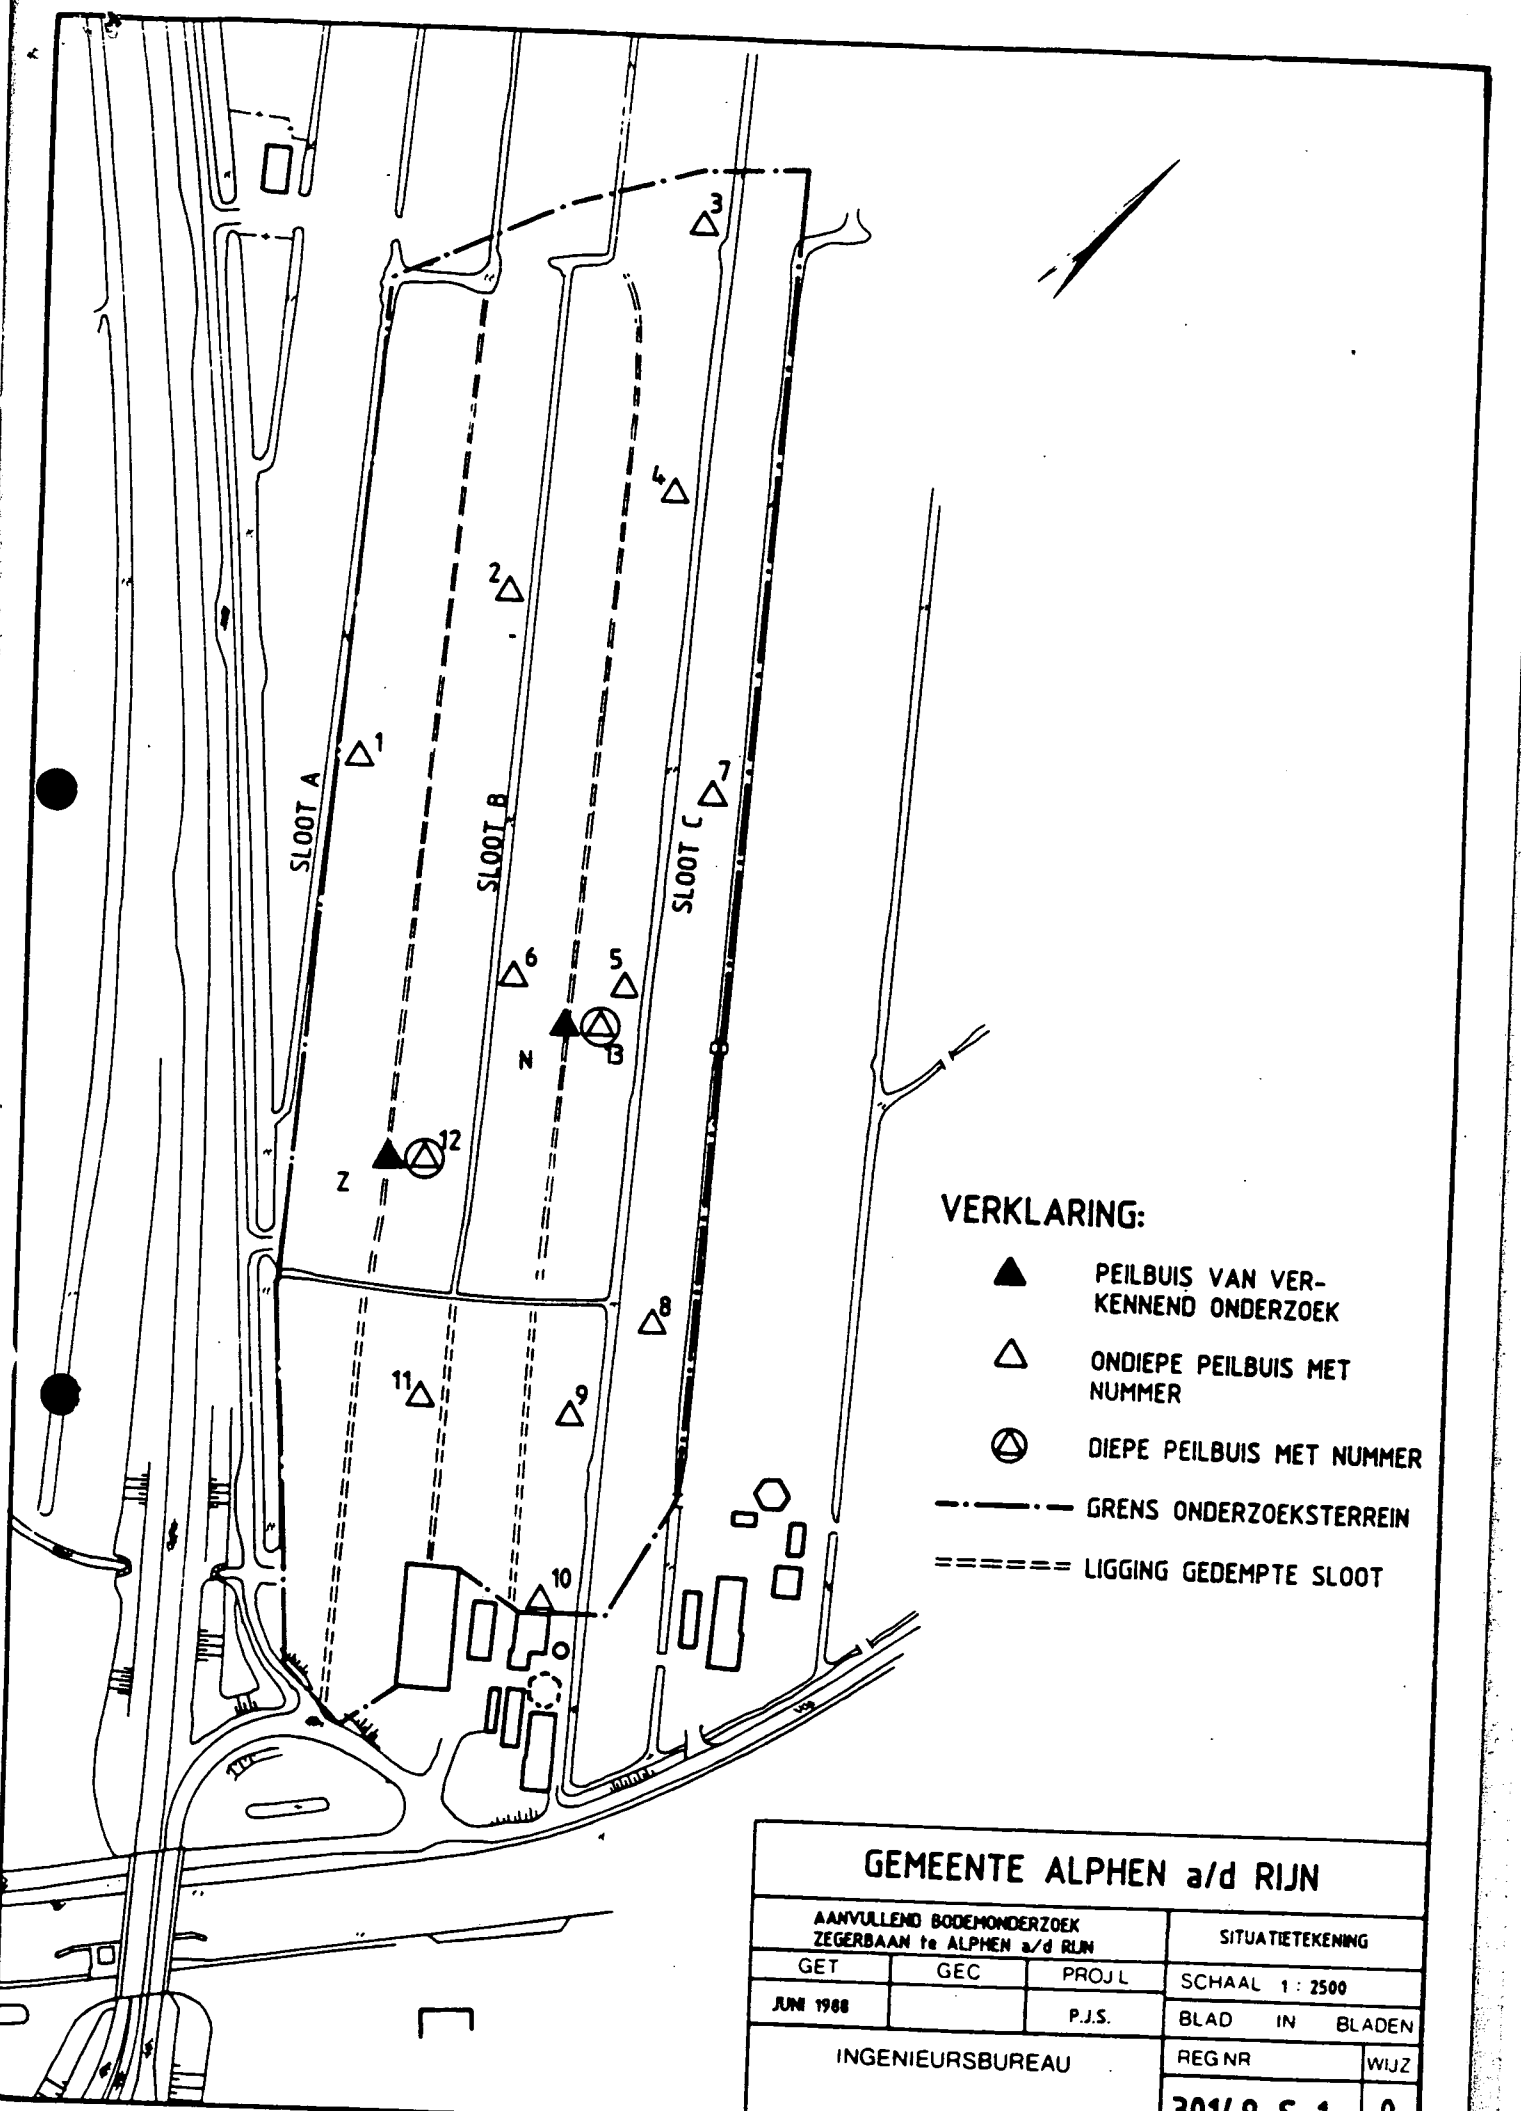 3
4
2
1
7
SLOOT A
SLOOT B
SLOOT C
6
5
N
13
12
Z
8
11
9
10
VERKLARING:
PEILBUIS VAN VER-
KENNEND ONDERZOEK
ONDIEPE PEILBUIS MET
NUMMER
DIEPE PEILBUIS MET NUMMER
GRENS ONDERZOEKSTERREIN
LIGGING GEDEMPTE SLOOT
GEMEENTE ALPHEN a/d RIJN
AANVULLEND BODEMONDERZOEK
ZEGERBAAN te ALPHEN a/d RIJN
SITUATIETEKENING
GET
GEC
PROJ L
SCHAAL 1 : 2500
JUNI 1988
P.J.S.
BLAD IN BLADEN
INGENIEURSBUREAU
REG NR
WIJZ